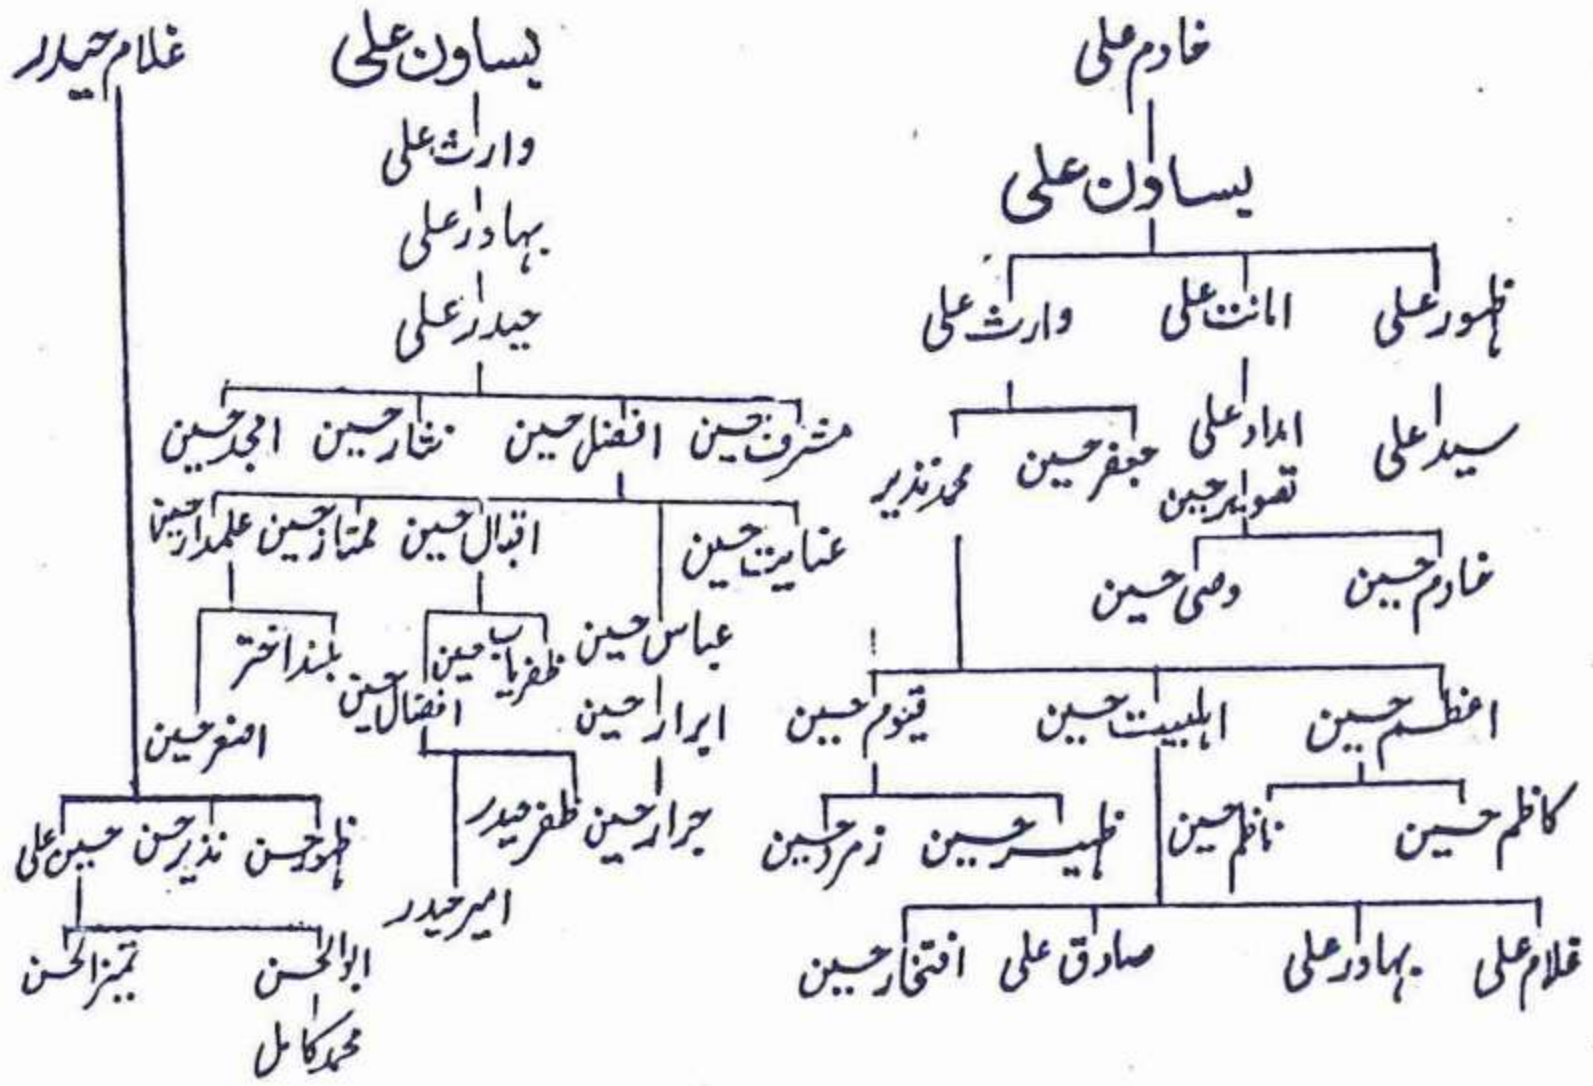 خادم علی
یساون علی
غلام حیدر
یساون علی
وارث علی
بہادر علی
حیدر علی
ظہور علی
امانت علی
وارث علی
سید اعلی
امداد علی
جعفر حسین
محمد نذیر
تصویر حسین
خادم حسین
وصی حسین
مشرف حسین
افضل حسین
نثار حسین
امجد حسین
عنایت حسین
اقبال حسین
ممتاز حسین
علمدار حسین
عباس حسین
ظفریاب حسین
افضال حسین
بلند اختر
اصغر حسین
ابرار حسین
جرار حسین
ظفر حیدر
امیر حیدر
اعظم حسین
اہلبیت حسین
قیوم حسین
کاظم حسین
ناظم حسین
ظہیر حسین
زمرد حسین
ظہور حسن
نذیر حسن
حسین علی
غلام علی
بہادر علی
صادق علی
افتخار حسین
ابوالحسن
تمیزالحسن
محمد کامل